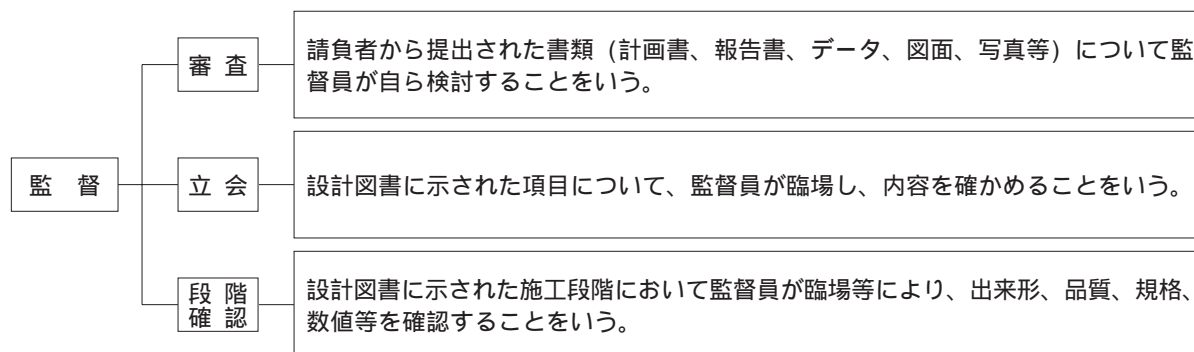 監 督
審 査
請負者から提出された書類（計画書、報告書、データ、図面、写真等）について監
督員が自ら検討することをいう。
立 会
設計図書に示された項目について、監督員が臨場し、内容を確かめることをいう。
段 階
確 認
設計図書に示された施工段階において監督員が臨場等により、出来形、品質、規格、
数値等を確認することをいう。